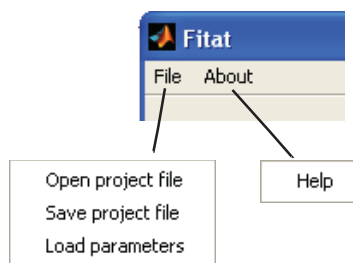 Fitat
File About
Open project file
Save project file
Load parameters
Help